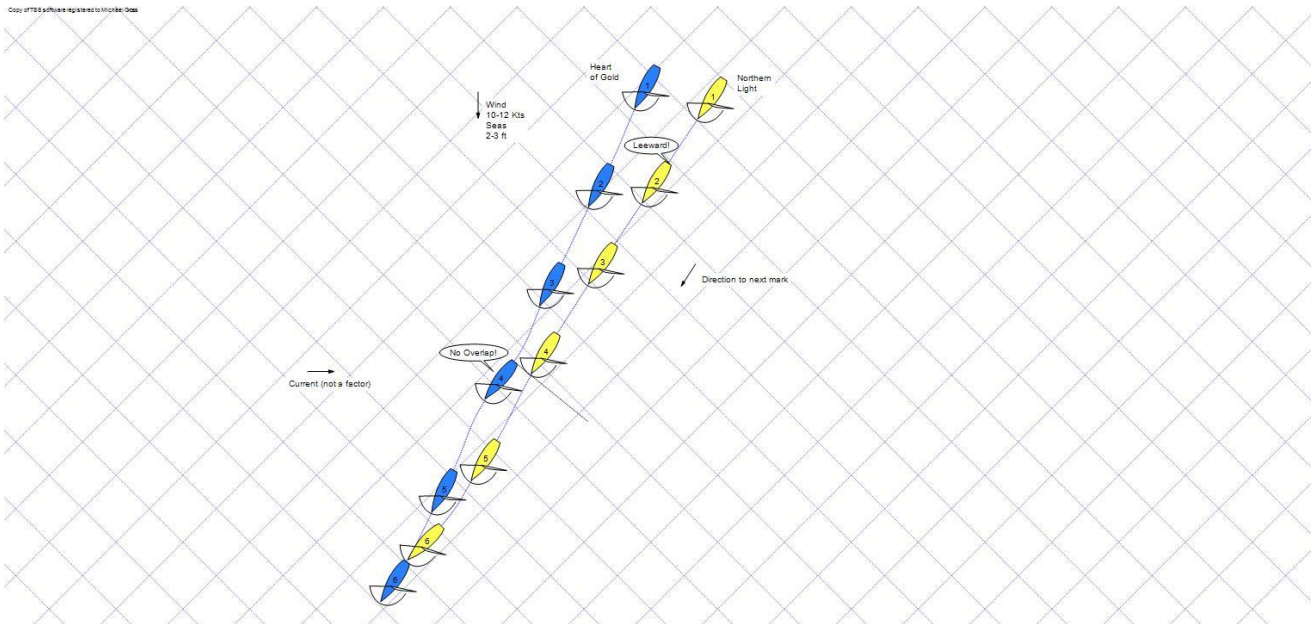 Copy of TSS software registered to Michael Gross
Heart
of Gold
Northern
Light
Wind
10-12 Kts
Seas
2-3 ft
1
1
Leeward!
2
2
3
3
Direction to next mark
No Overlap!
4
4
Current (not a factor)
5
5
6
6